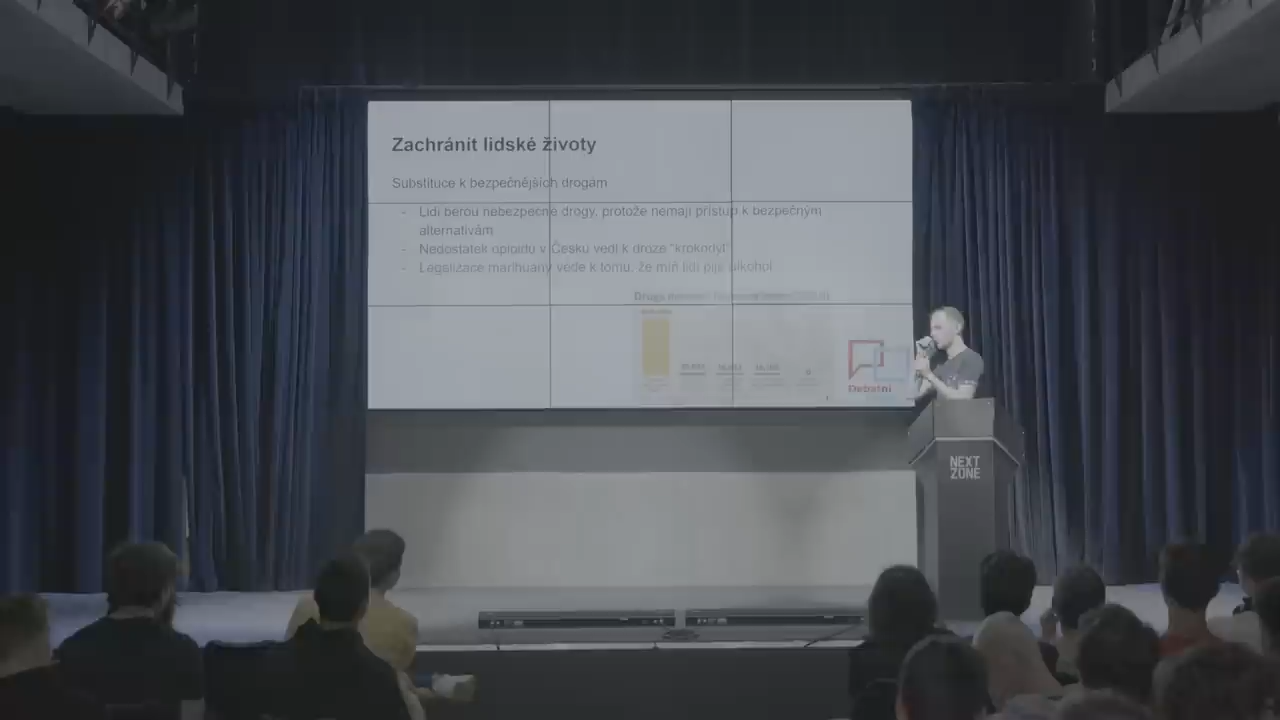 Zachránit lidské životy
Substituce k bezpečnějších drogám
- Lidi berou nebezpečné drogy, protože nemají přístup k bezpečným
alternativám
- Nedostatek opioidů v Česku vedl k droze "krokodýl"
- Legalizace marihuany vede k tomu, že míň lidí pije alkohol
Debatní
NEXT
ZONE